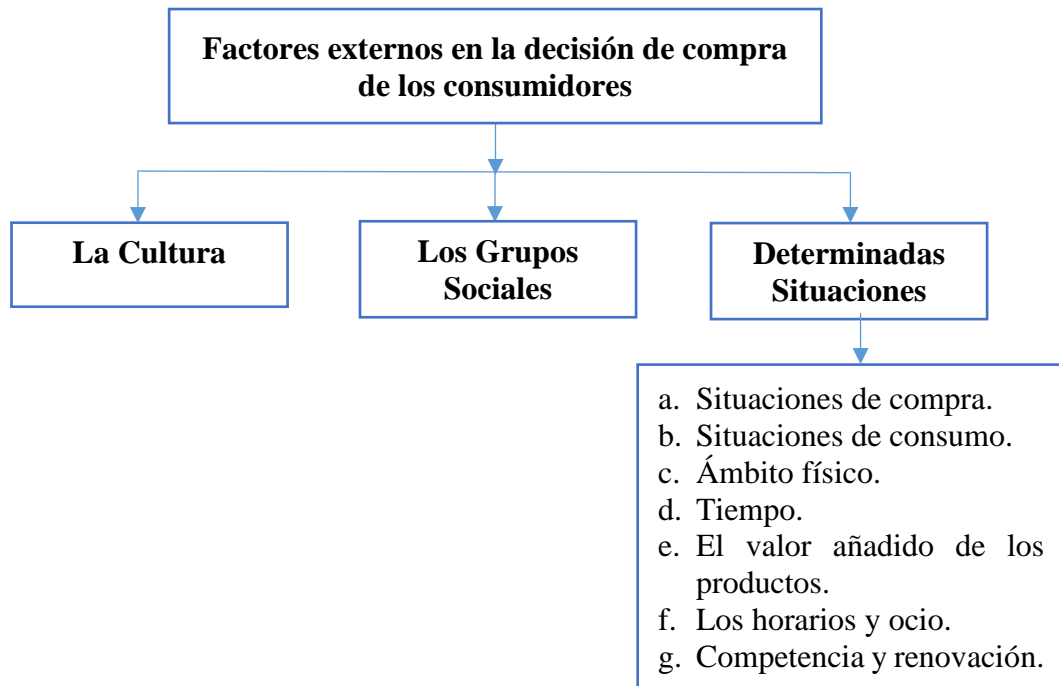 Factores externos en la decisión de compra
de los consumidores
La Cultura
Los Grupos
Sociales
Determinadas
Situaciones
a. Situaciones de compra.
b. Situaciones de consumo.
c. Ámbito físico.
d. Tiempo.
e. El valor añadido de los
productos.
f. Los horarios y ocio.
g. Competencia y renovación.